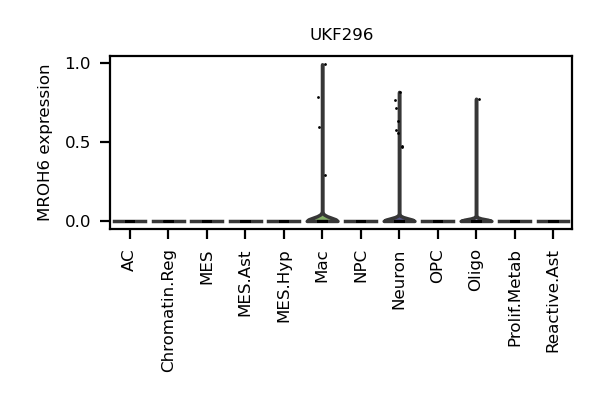 UKF296
MROH6 expression
1.0
0.5
0.0
AC
Chromatin.Reg
MES
MES.Ast
MES.Hyp
Mac
NPC
Neuron
OPC
Oligo
Prolif.Metab
Reactive.Ast